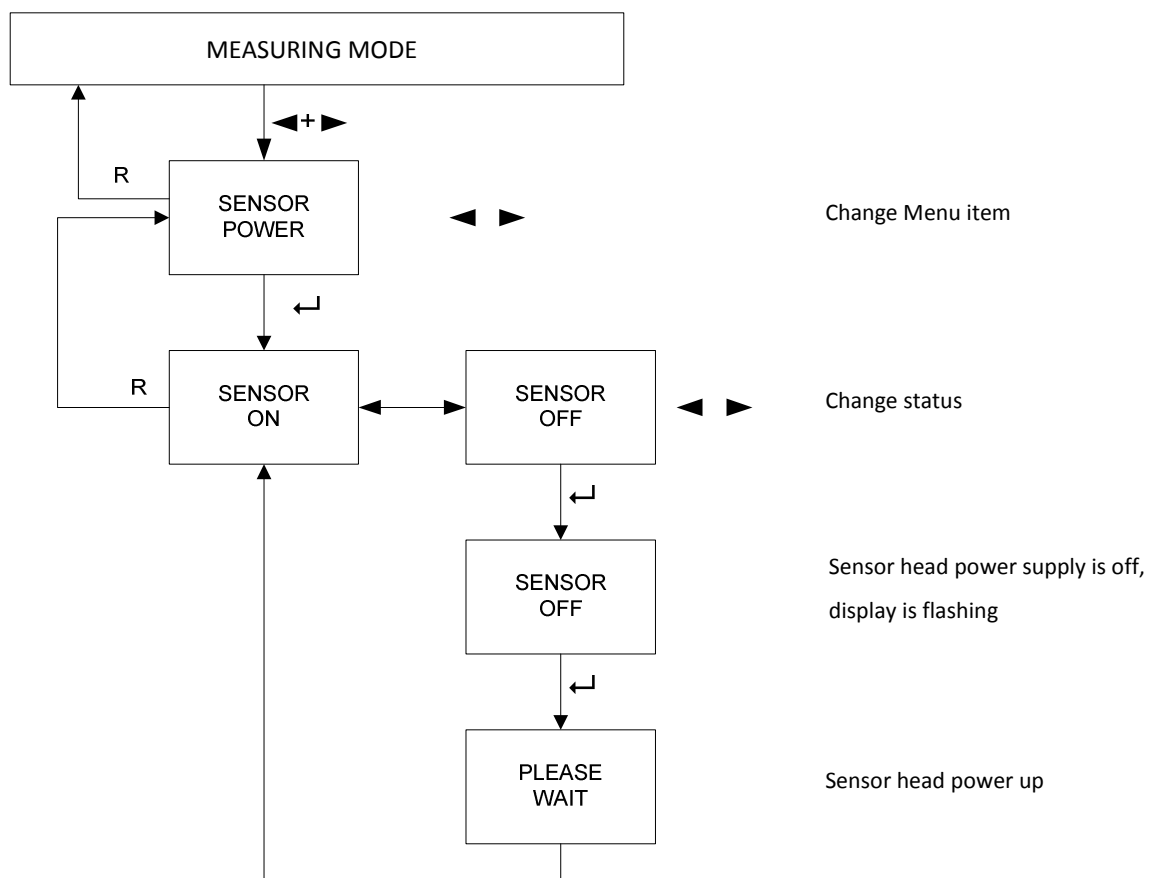 MEASURING MODE
◄+►
R
SENSOR
POWER
◄ ►
Change Menu item
↵
R
SENSOR
ON
SENSOR
OFF
◄ ►
Change status
↵
SENSOR
OFF
Sensor head power supply is off,
display is flashing
↵
PLEASE
WAIT
Sensor head power up